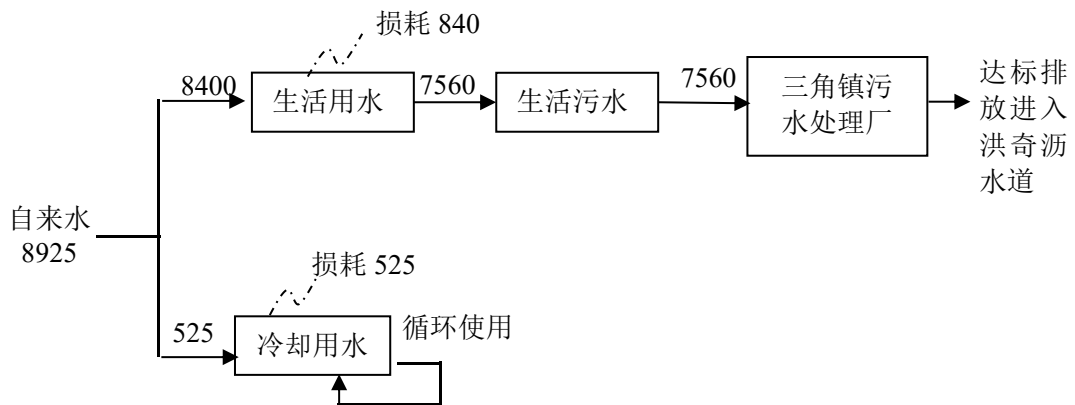 损耗 840
8400
生活用水
7560
生活污水
7560
三角镇污
水处理厂
达标排
放进入
洪奇沥
水道
自来水
8925
损耗 525
525
冷却用水
循环使用